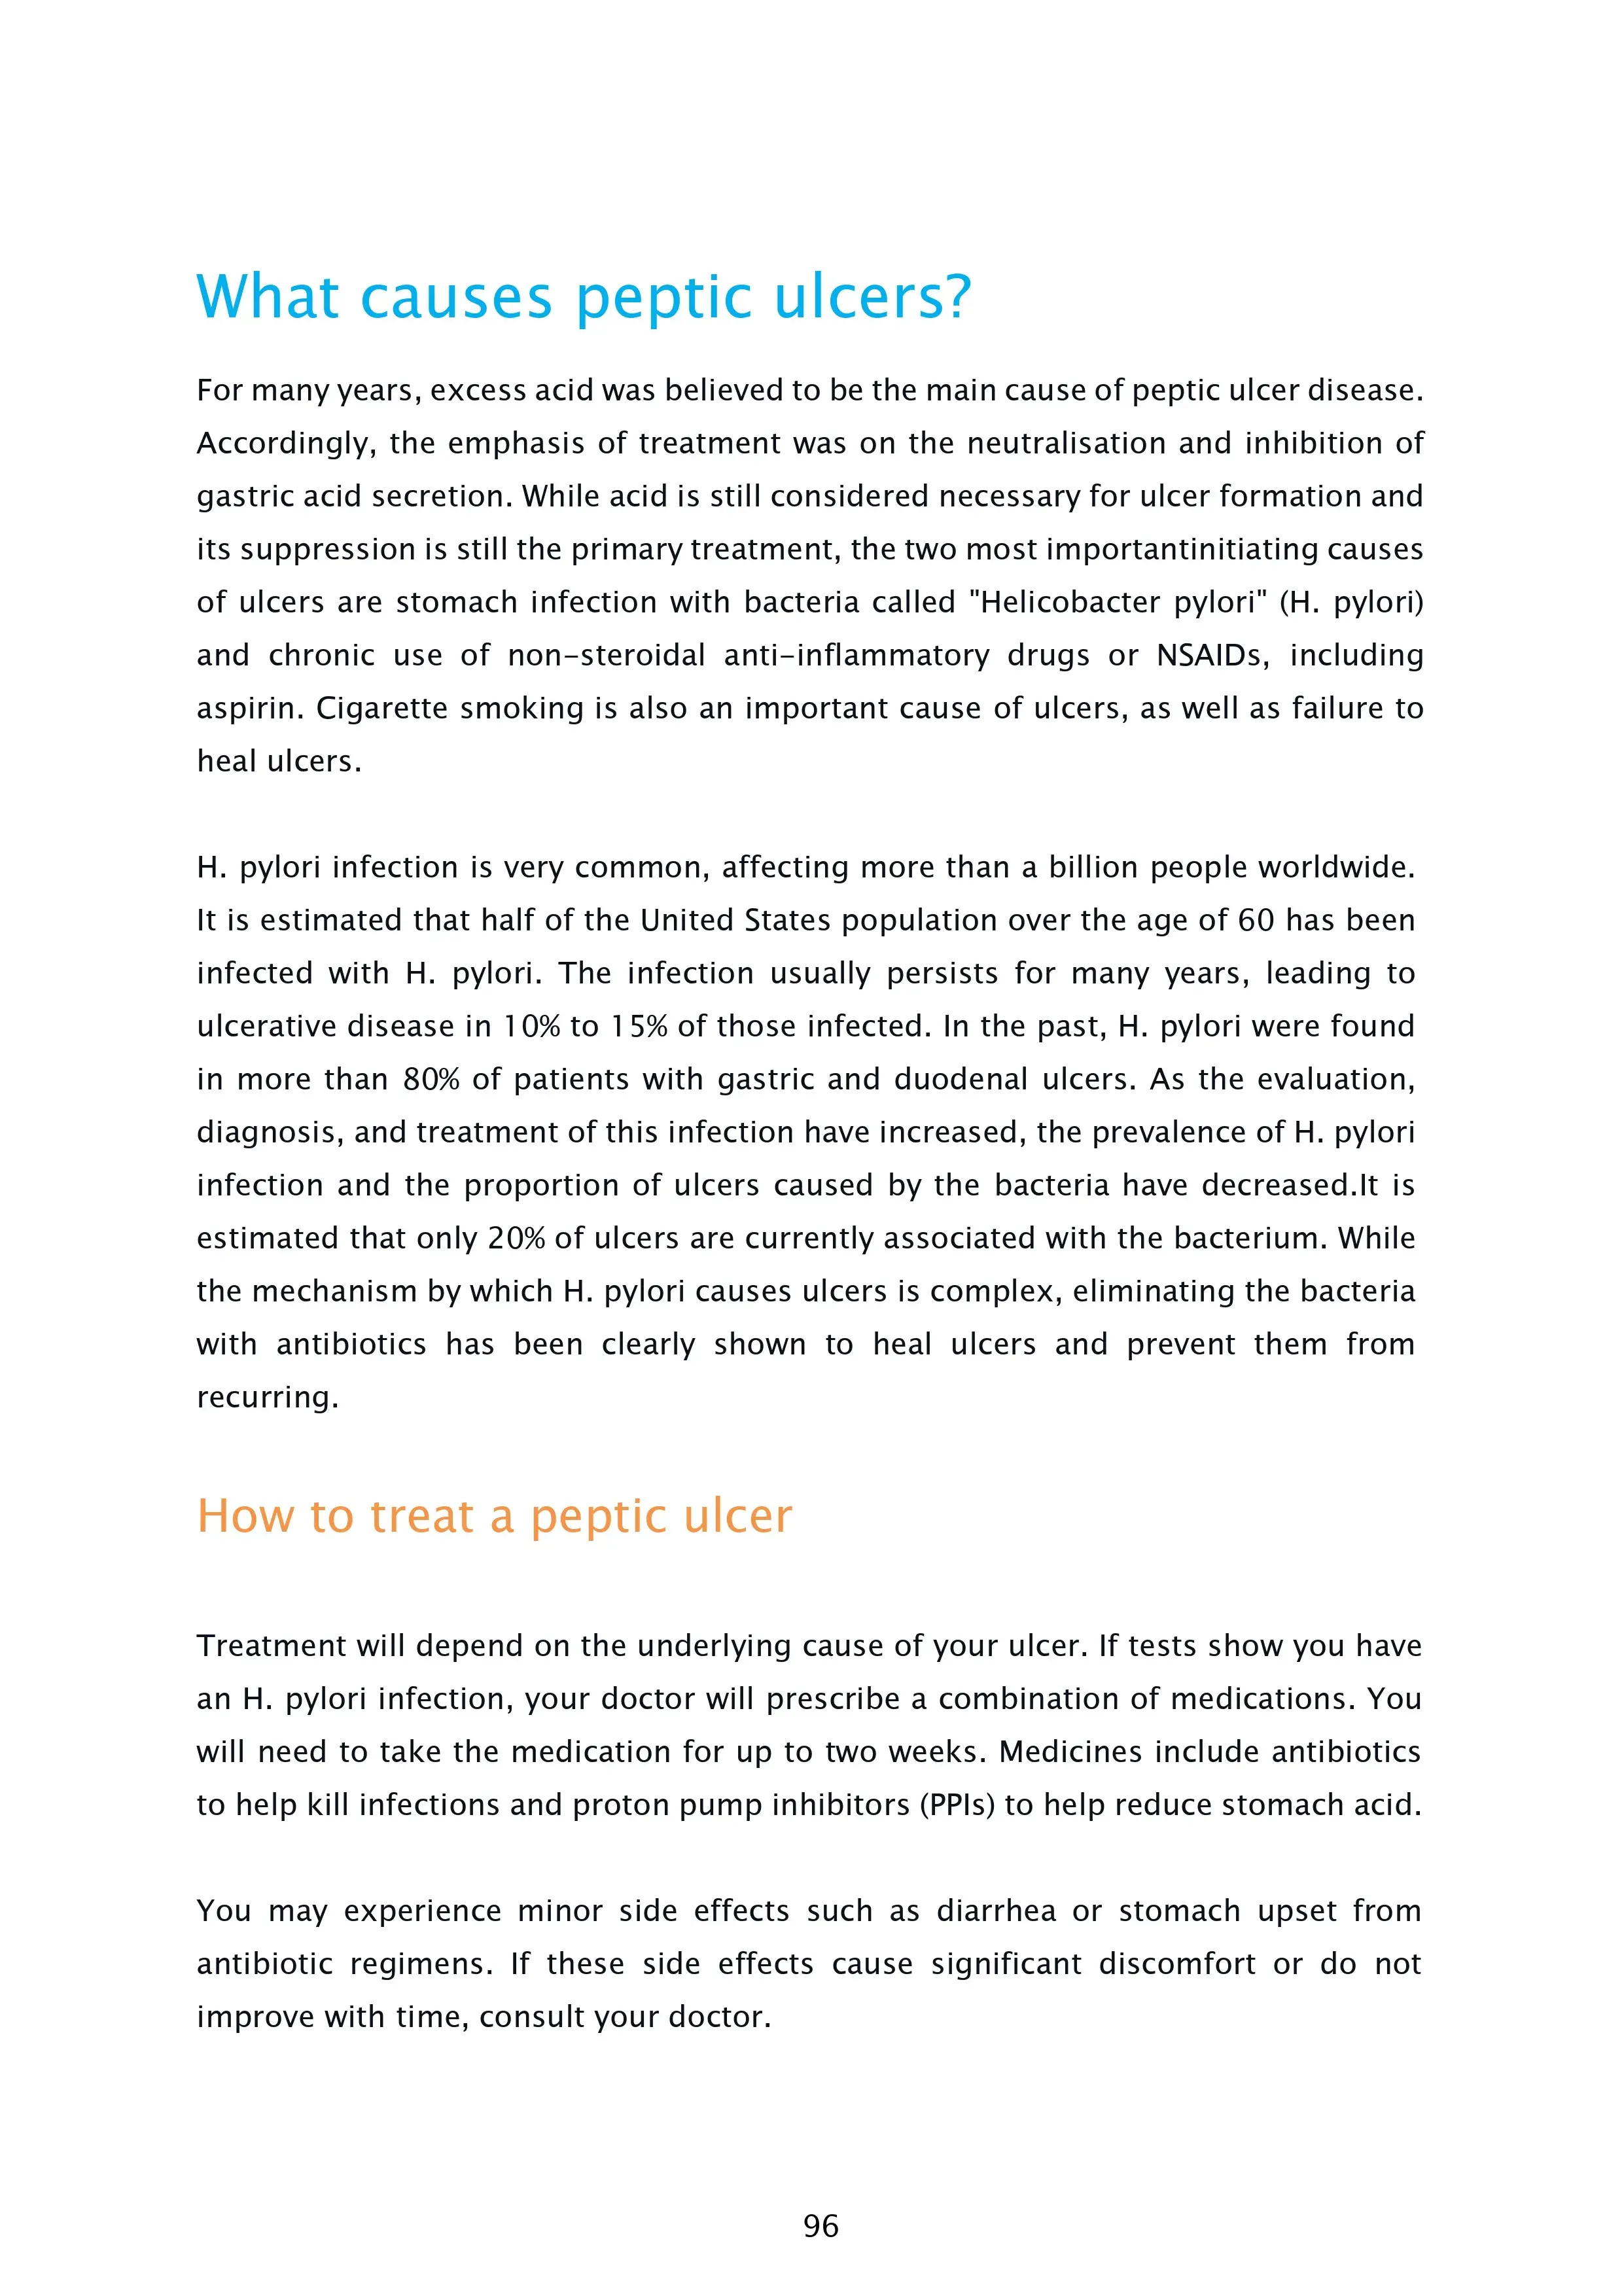 What causes peptic ulcers?
For many years, excess acid was believed to be the main cause of peptic ulcer disease.
Accordingly, the emphasis of treatment was on the neutralisation and inhibition of
gastric acid secretion. While acid is still considered necessary for ulcer formation and
its suppression is still the primary treatment, the two most importantinitiating causes
of ulcers are stomach infection with bacteria called "Helicobacter pylori" (H. pylori)
and chronic use of non-steroidal anti-inflammatory drugs or NSAIDs, including
aspirin. Cigarette smoking is also an important cause of ulcers, as well as failure to
heal ulcers.
H. pylori infection is very common, affecting more than a billion people worldwide.
It is estimated that half of the United States population over the age of 60 has been
infected with H. pylori. The infection usually persists for many years, leading to
ulcerative disease in 10% to 15% of those infected. In the past, H. pylori were found
in more than 80% of patients with gastric and duodenal ulcers. As the evaluation,
diagnosis, and treatment of this infection have increased, the prevalence of H. pylori
infection and the proportion of ulcers caused by the bacteria have decreased.It is
estimated that only 20% of ulcers are currently associated with the bacterium. While
the mechanism by which H. pylori causes ulcers is complex, eliminating the bacteria
with antibiotics has been clearly shown to heal ulcers and prevent them from
recurring.
How to treat a peptic ulcer
Treatment will depend on the underlying cause of your ulcer. If tests show you have
an H. pylori infection, your doctor will prescribe a combination of medications. You
will need to take the medication for up to two weeks. Medicines include antibiotics
to help kill infections and proton pump inhibitors (PPIs) to help reduce stomach acid.
You may experience minor side effects such as diarrhea or stomach upset from
antibiotic regimens. If these side effects cause significant discomfort or do not
improve with time, consult your doctor.
96